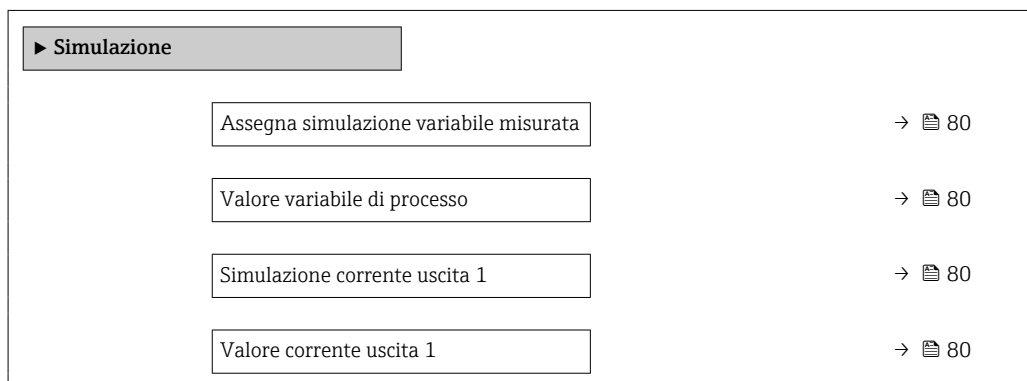 ▶ Simulazione
Assegna simulazione variabile misurata → 80
Valore variabile di processo → 80
Simulazione corrente uscita 1 → 80
Valore corrente uscita 1 → 80